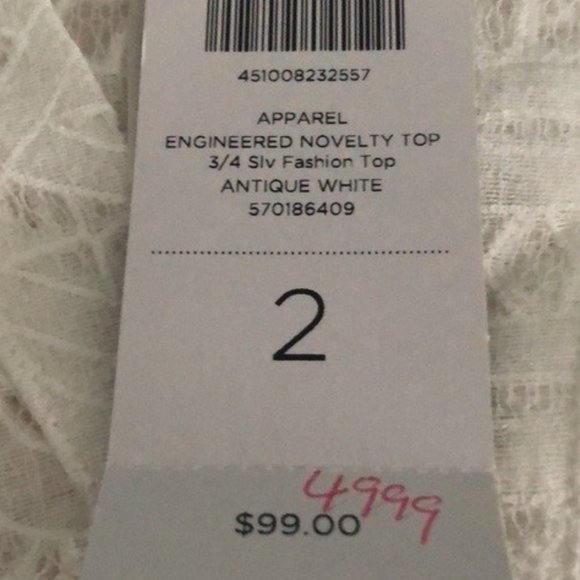 451008232557
APPAREL
ENGINEERED NOVELTY TOP
3/4 Slv Fashion Top
ANTIQUE WHITE
570186409
2
4999
$99.00